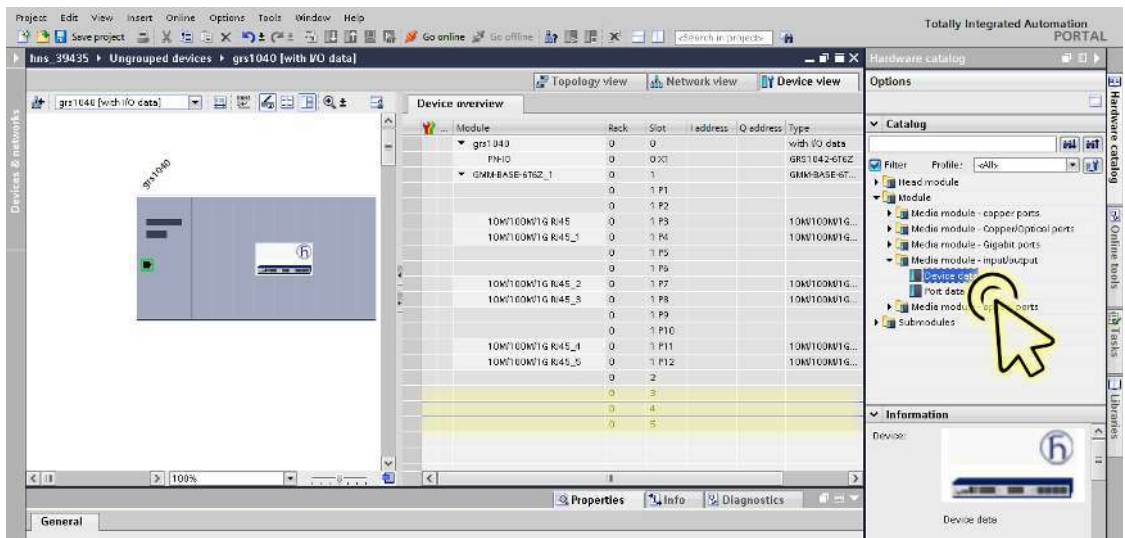 Project Edit View Insert Online Options Tools Window Help
Totally Integrated Automation
PORTAL
Save project Go online Go offline <Search in project>
hns_39435 Ungrouped devices grs1040 [with I/O data]
Hardware catalog
Topology view Network view Device view
Options
grs1040 [with I/O data]
Device overview
Module Rack Slot I address Q address Type
grs1040 0 0 with I/O data
PN-IO 0 0 X1 GRS1042-6T6Z
GMM-BASE-6T6Z_1 0 1 GMM-BASE-6T...
0 1 P1
0 1 P2
10M/100M/1G RJ45 0 1 P3 10M/100M/1G...
10M/100M/1G RJ45_1 0 1 P4 10M/100M/1G...
0 1 P5
0 1 P6
10M/100M/1G RJ45_2 0 1 P7 10M/100M/1G...
10M/100M/1G RJ45_3 0 1 P8 10M/100M/1G...
0 1 P9
0 1 P10
10M/100M/1G RJ45_4 0 1 P11 10M/100M/1G...
10M/100M/1G RJ45_5 0 1 P12 10M/100M/1G...
0 2
0 3
0 4
0 5
grs1040
100%
Catalog
Filter Profile: <All>
Head module
Module
Media module - copper ports
Media module - Copper/Optical ports
Media module - Gigabit ports
Media module - input/output
Device data
Port data
Media modu ports
Submodules
Information
Device:
Device data
Properties Info Diagnostics
General
Devices & networks
Hardware catalog
Online tools
Tasks
Libraries